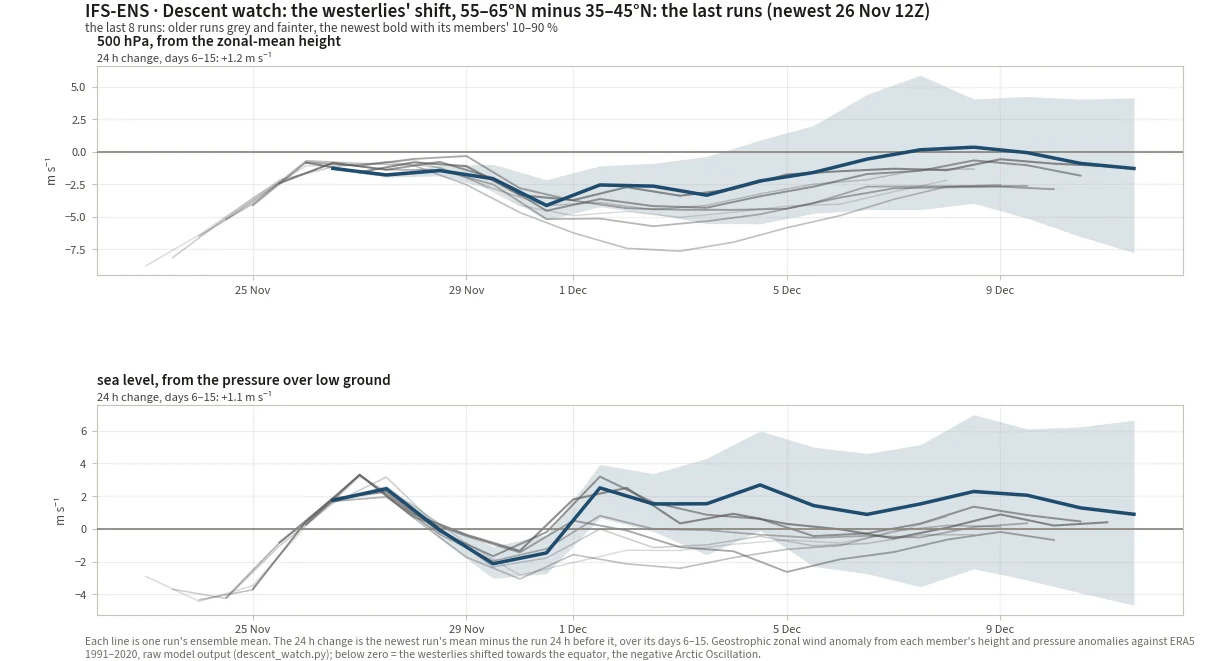 IFS-ENS · Descent watch: the westerlies' shift, 55–65°N minus 35–45°N: the last runs (newest 26 Nov 12Z)
the last 8 runs: older runs grey and fainter, the newest bold with its members' 10–90 %
500 hPa, from the zonal-mean height
24 h change, days 6–15: +1.2 m s⁻¹
5.0
2.5
0.0
−2.5
−5.0
−7.5
m s⁻¹
25 Nov
29 Nov
1 Dec
5 Dec
9 Dec
sea level, from the pressure over low ground
24 h change, days 6–15: +1.1 m s⁻¹
6
4
2
0
−2
−4
m s⁻¹
25 Nov
29 Nov
1 Dec
5 Dec
9 Dec
Each line is one run's ensemble mean. The 24 h change is the newest run's mean minus the run 24 h before it, over its days 6–15. Geostrophic zonal wind anomaly from each member's height and pressure anomalies against ERA5
1991–2020, raw model output (descent_watch.py); below zero = the westerlies shifted towards the equator, the negative Arctic Oscillation.